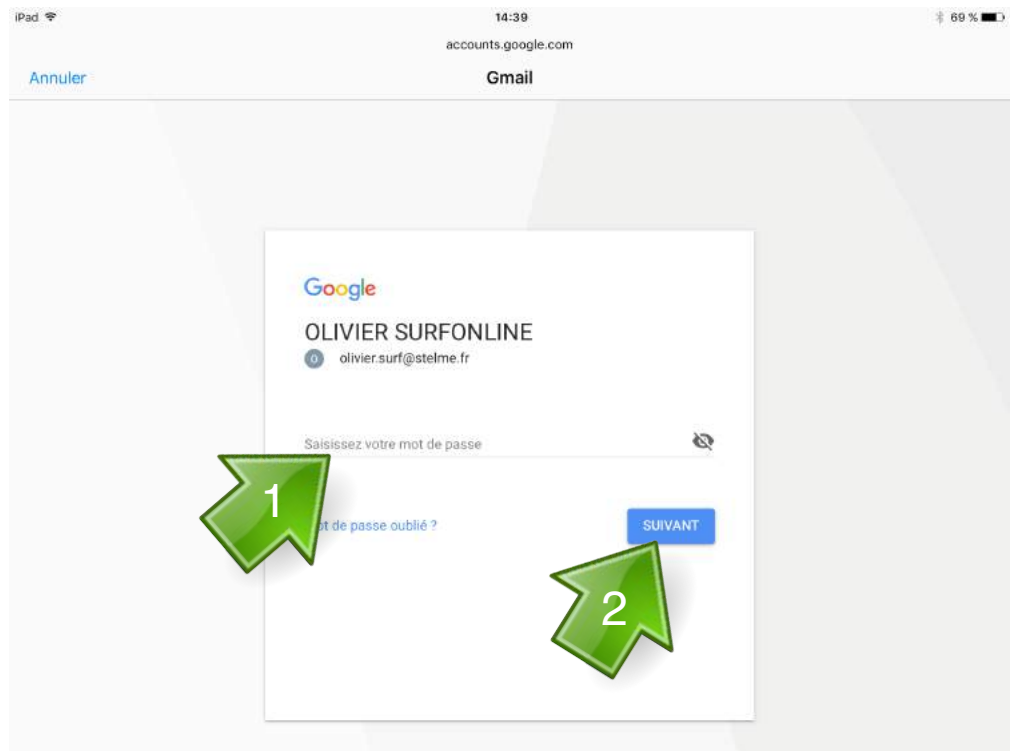 iPad 14:39 69 %
accounts.google.com
Annuler Gmail
Google
OLIVIER SURFONLINE
O olivier.surf@stelme.fr
Saisissez votre mot de passe
1
de passe oublié ? SUIVANT
2